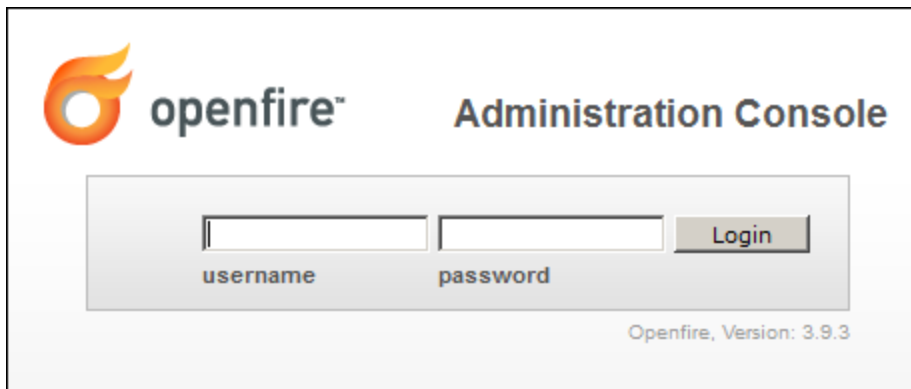 openfire™ Administration Console
Login
username password
Openfire, Version: 3.9.3